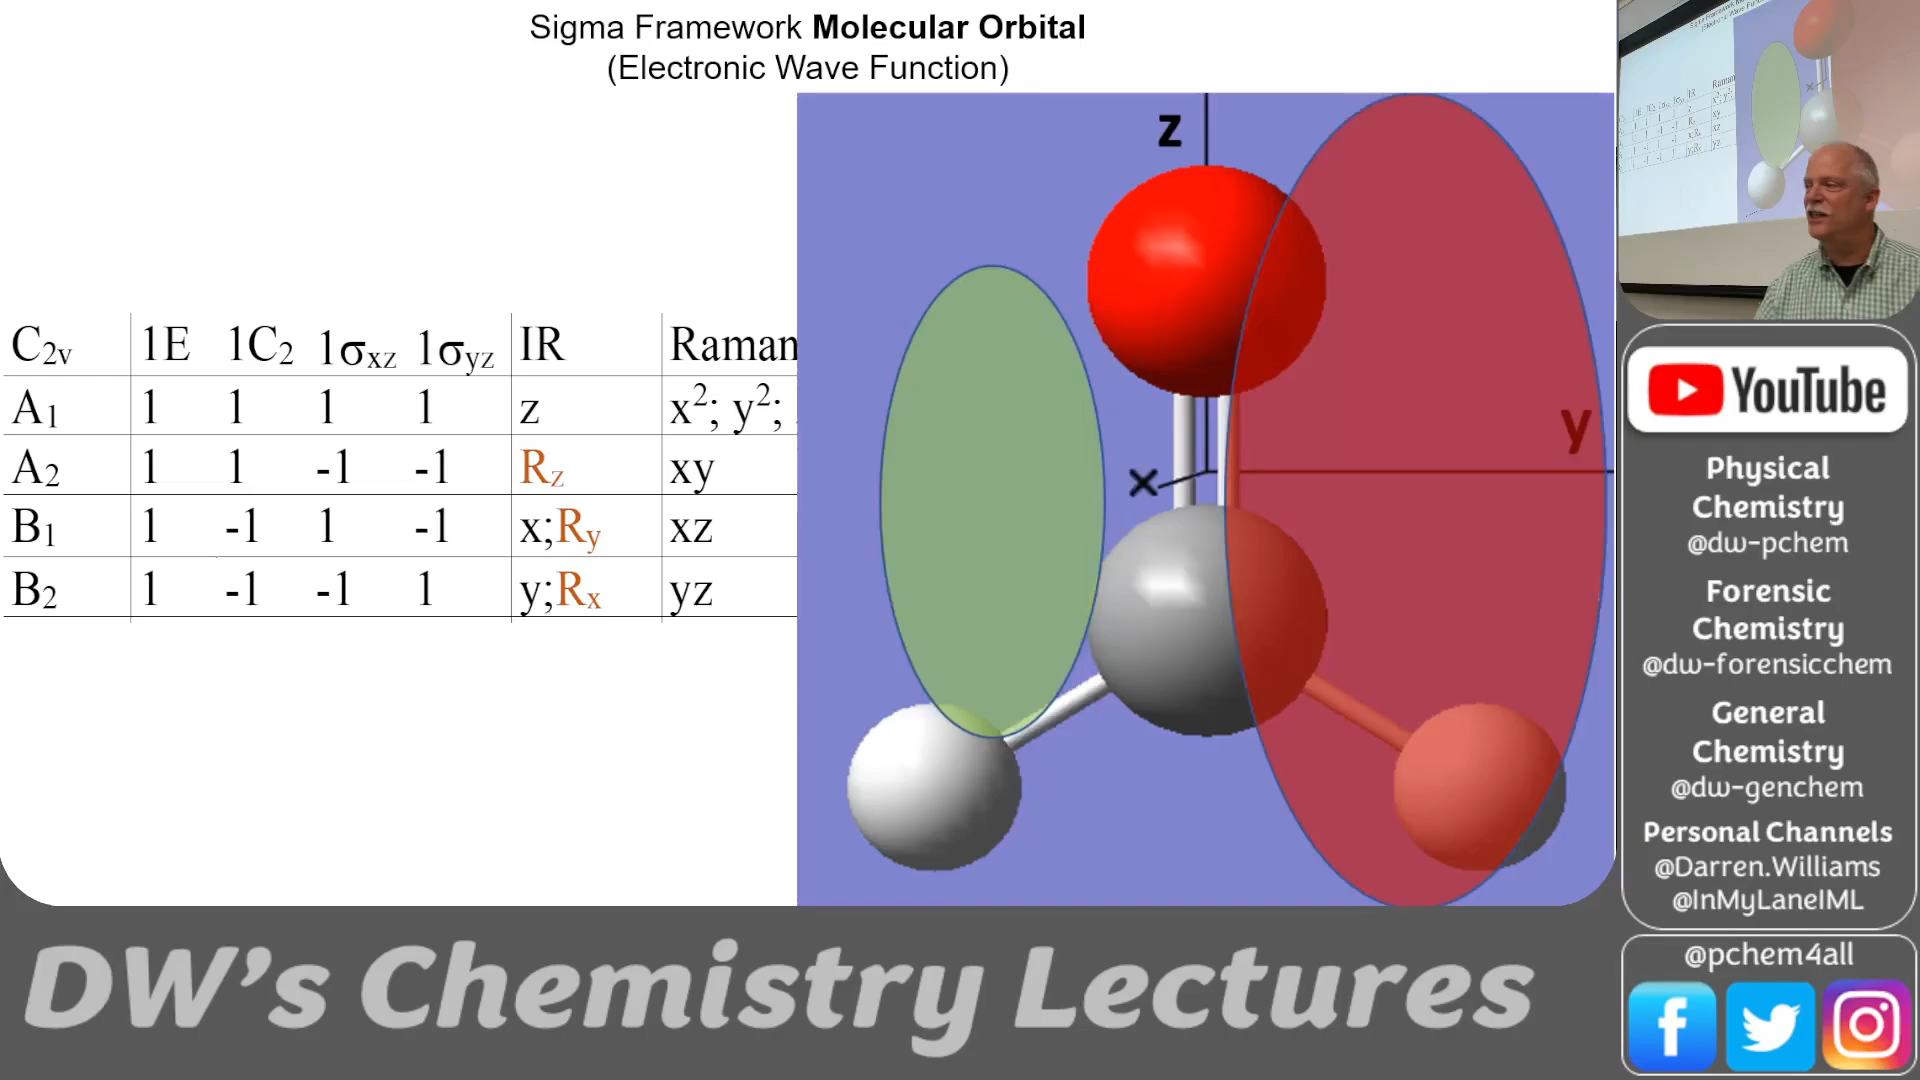 Sigma Framework Molecular Orbital
(Electronic Wave Function)
C2v 1E 1C2 1σxz 1σyz IR Raman
A1 1 1 1 1 z x²; y²;
A2 1 1 -1 -1 Rz xy
B1 1 -1 1 -1 x;Ry xz
B2 1 -1 -1 1 y;Rx yz
z
y
x
YouTube
Physical
Chemistry
@dw-pchem
Forensic
Chemistry
@dw-forensicchem
General
Chemistry
@dw-genchem
Personal Channels
@Darren.Williams
@InMyLaneIML
@pchem4all
DW's Chemistry Lectures